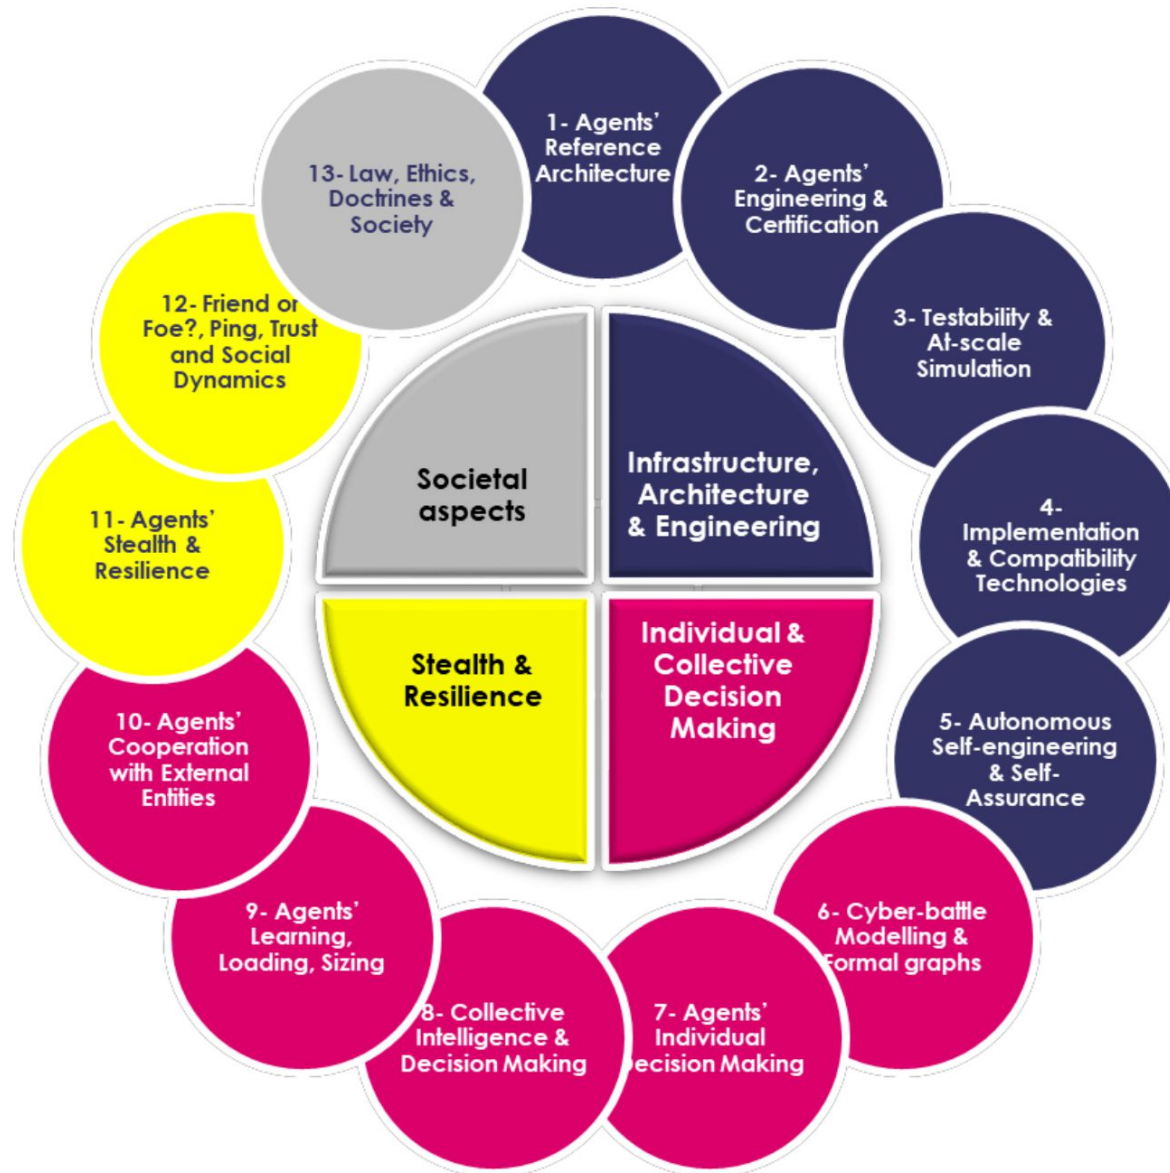 1- Agents'
Reference
Architecture
2- Agents'
Engineering &
Certification
3- Testability &
At-scale
Simulation
4-
Implementation
& Compatibility
Technologies
5- Autonomous
Self-engineering
& Self-
Assurance
6- Cyber-battle
Modelling &
Formal graphs
7- Agents'
Individual
Decision Making
8- Collective
Intelligence &
Decision Making
9- Agents'
Learning,
Loading, Sizing
10- Agents'
Cooperation
with External
Entities
11- Agents'
Stealth &
Resilience
12- Friend or
Foe?, Ping, Trust
and Social
Dynamics
13- Law, Ethics,
Doctrines &
Society
Societal
aspects
Infrastructure,
Architecture
& Engineering
Stealth &
Resilience
Individual &
Collective
Decision
Making